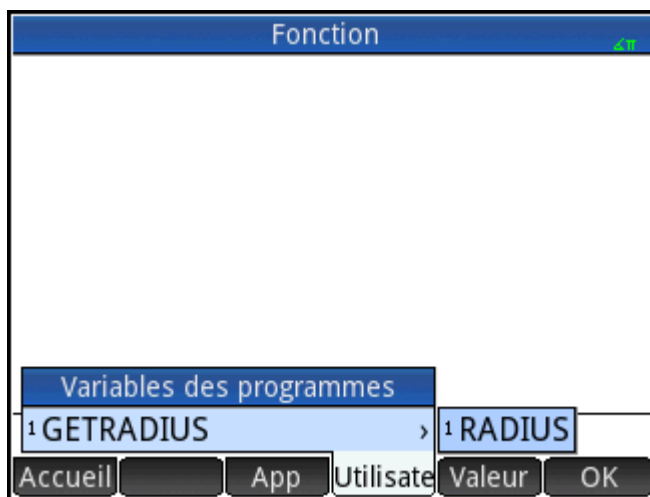 Fonction
∡π
Variables des programmes
1 GETRADIUS ›
1 RADIUS
Accueil App Utilisate Valeur OK